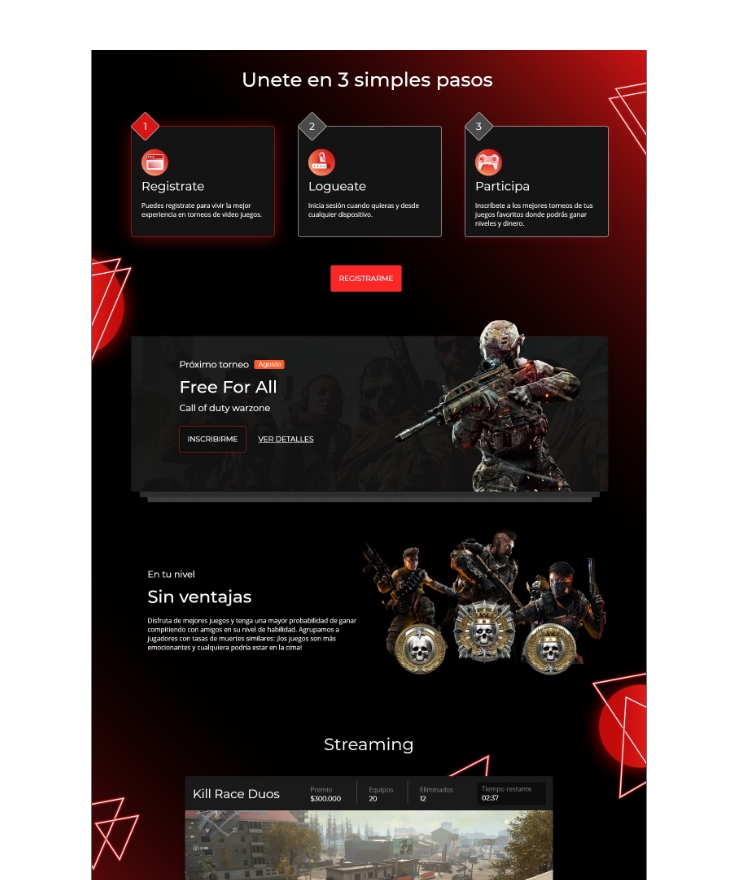 Unete en 3 simples pasos
1
2
3
Registrate
Puedes registrate para vivir la mejor
experiencia en torneos de video juegos.
Logueate
Inicia sesión cuando quieras y desde
cualquier dispositivo.
Participa
Inscríbete a los mejores torneos de tus
juegos favoritos donde podrás ganar
niveles y dinero.
REGISTRARME
Próximo torneo Agosto
Free For All
Call of duty warzone
INSCRIBIRME VER DETALLES
En tu nivel
Sin ventajas
Disfruta de mejores juegos y tenga una mayor probabilidad de ganar
compitiendo con amigos en su nivel de habilidad. Agrupamos a
jugadores con tasas de muertes similares: ¡los juegos son más
emocionantes y cualquiera podría estar en la cima!
Streaming
Kill Race Duos
Premio
$300.000
Equipos
20
Eliminados
12
Tiempo restante
02:37